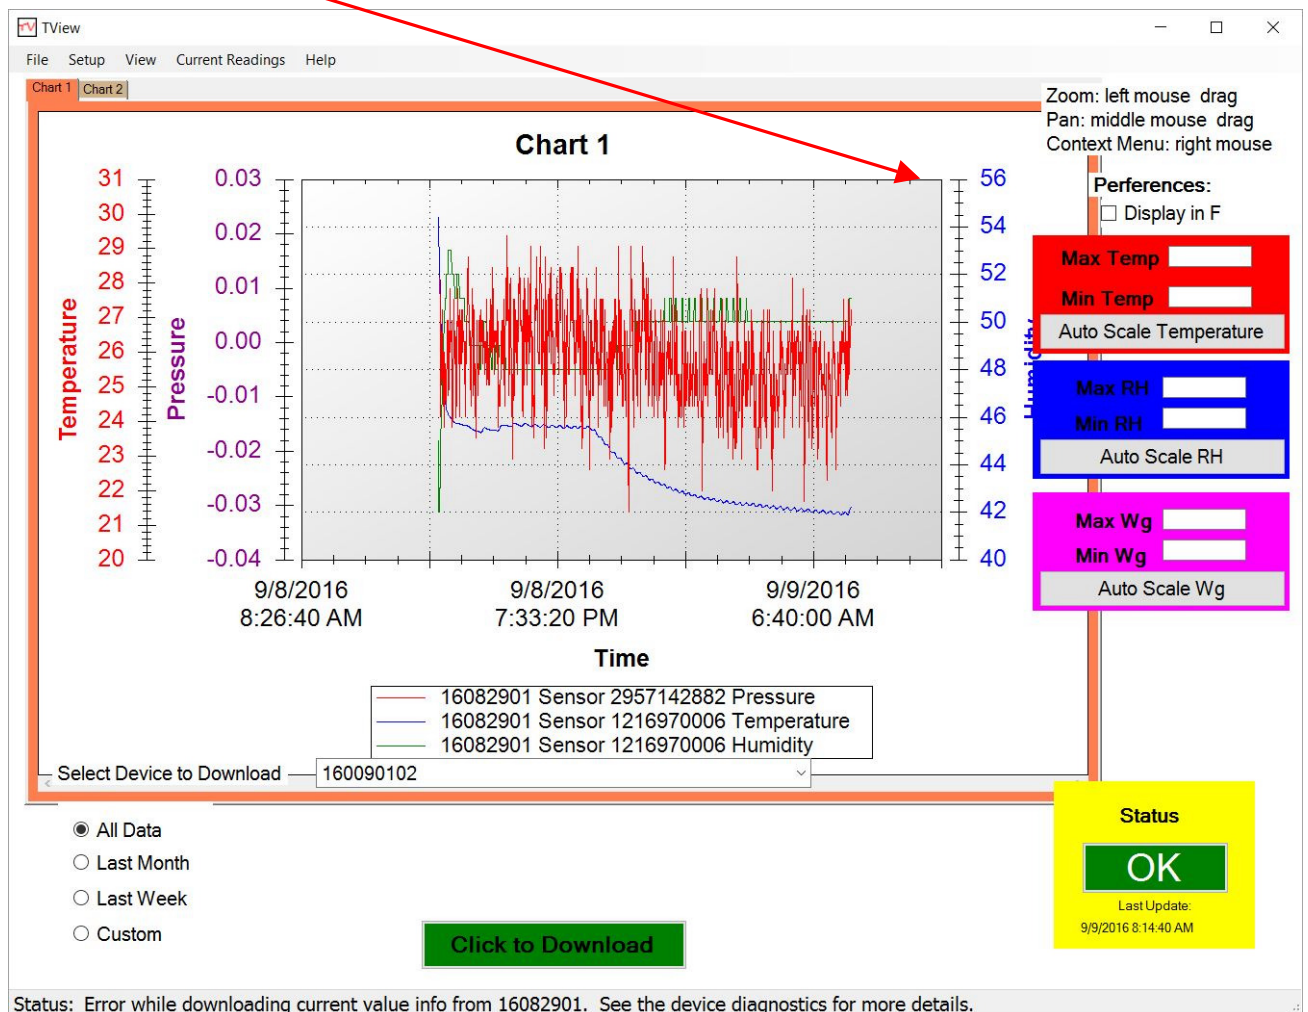 TView
File Setup View Current Readings Help
Chart 1 Chart 2
Zoom: left mouse drag
Pan: middle mouse drag
Context Menu: right mouse
Chart 1
31
30
29
28
27
26
25
24
23
22
21
20
Temperature
0.03
0.02
0.01
0.00
-0.01
-0.02
-0.03
-0.04
Pressure
56
54
52
50
48
46
44
42
40
Humidity
9/8/2016
8:26:40 AM
9/8/2016
7:33:20 PM
9/9/2016
6:40:00 AM
Time
16082901 Sensor 2957142882 Pressure
16082901 Sensor 1216970006 Temperature
16082901 Sensor 1216970006 Humidity
Perferences:
Display in F
Max Temp
Min Temp
Auto Scale Temperature
Max RH
Min RH
Auto Scale RH
Max Wg
Min Wg
Auto Scale Wg
Select Device to Download 160090102
All Data
Last Month
Last Week
Custom
Click to Download
Status
OK
Last Update:
9/9/2016 8:14:40 AM
Status: Error while downloading current value info from 16082901. See the device diagnostics for more details.